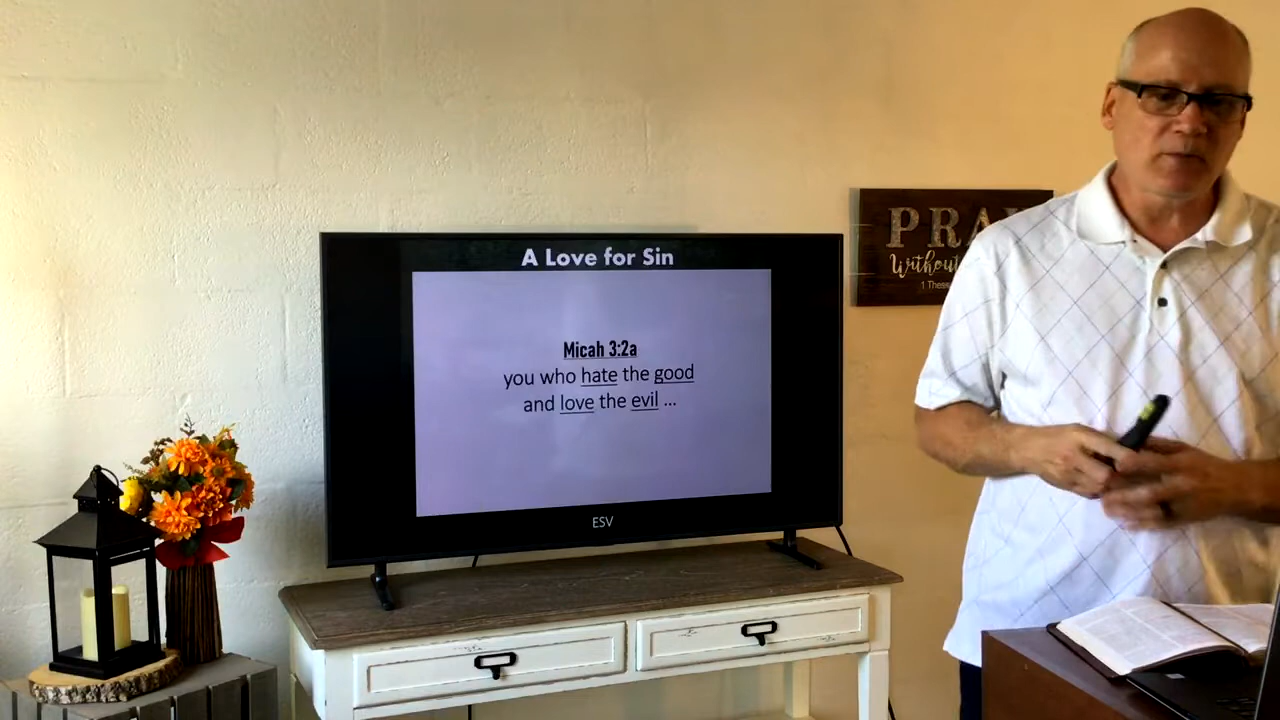 A Love for Sin
Micah 3:2a
you who hate the good
and love the evil ...
ESV
PRA
Without
1 Thess